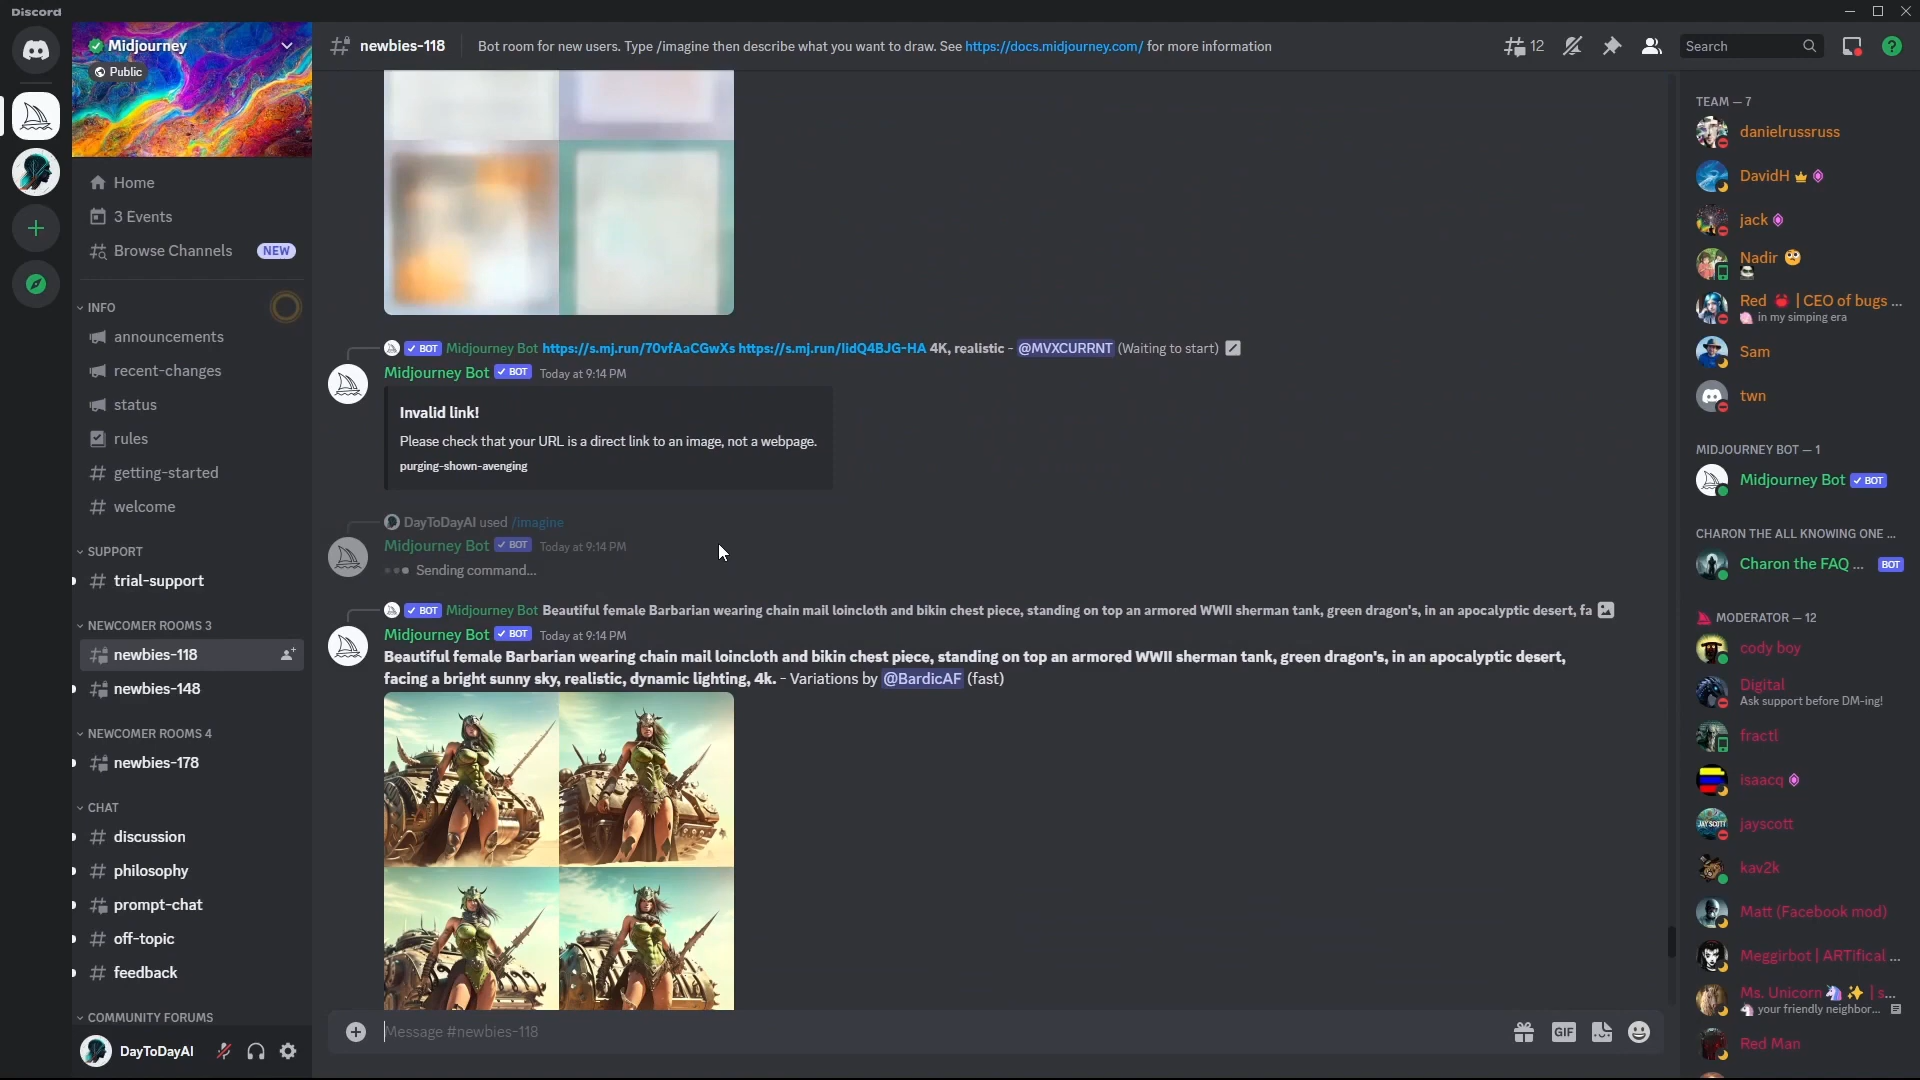 Discord
Midjourney
Public
Home
3 Events
Browse Channels NEW
INFO
announcements
recent-changes
status
rules
getting-started
welcome
SUPPORT
trial-support
NEWCOMER ROOMS 3
newbies-118
newbies-148
NEWCOMER ROOMS 4
newbies-178
CHAT
discussion
philosophy
prompt-chat
off-topic
feedback
COMMUNITY FORUMS
DayToDayAI
newbies-118 Bot room for new users. Type /imagine then describe what you want to draw. See https://docs.midjourney.com/ for more information
12
Search
BOT Midjourney Bot https://s.mj.run/70vfAaCGwXs https://s.mj.run/IidQ4BJG-HA 4K, realistic - @MVXCURRNT (Waiting to start)
Midjourney Bot BOT Today at 9:14 PM
Invalid link!
Please check that your URL is a direct link to an image, not a webpage.
purging-shown-avenging
DayToDayAI used /imagine
Midjourney Bot BOT Today at 9:14 PM
Sending command...
BOT Midjourney Bot Beautiful female Barbarian wearing chain mail loincloth and bikin chest piece, standing on top an armored WWII sherman tank, green dragon's, in an apocalyptic desert, fa
Midjourney Bot BOT Today at 9:14 PM
Beautiful female Barbarian wearing chain mail loincloth and bikin chest piece, standing on top an armored WWII sherman tank, green dragon's, in an apocalyptic desert,
facing a bright sunny sky, realistic, dynamic lighting, 4k. - Variations by @BardicAF (fast)
Message #newbies-118
GIF
TEAM — 7
danielrussruss
DavidH
jack
Nadir
Red | CEO of bugs ...
in my simping era
Sam
twn
MIDJOURNEY BOT — 1
Midjourney Bot BOT
CHARON THE ALL KNOWING ONE ...
Charon the FAQ ... BOT
MODERATOR — 12
cody boy
Digital
Ask support before DM-ing!
fractl
isaacq
JAY SCOTT
jayscott
kav2k
Matt (Facebook mod)
Meggirbot | ARTifical ...
Ms. Unicorn | s...
your friendly neighbor...
Red Man